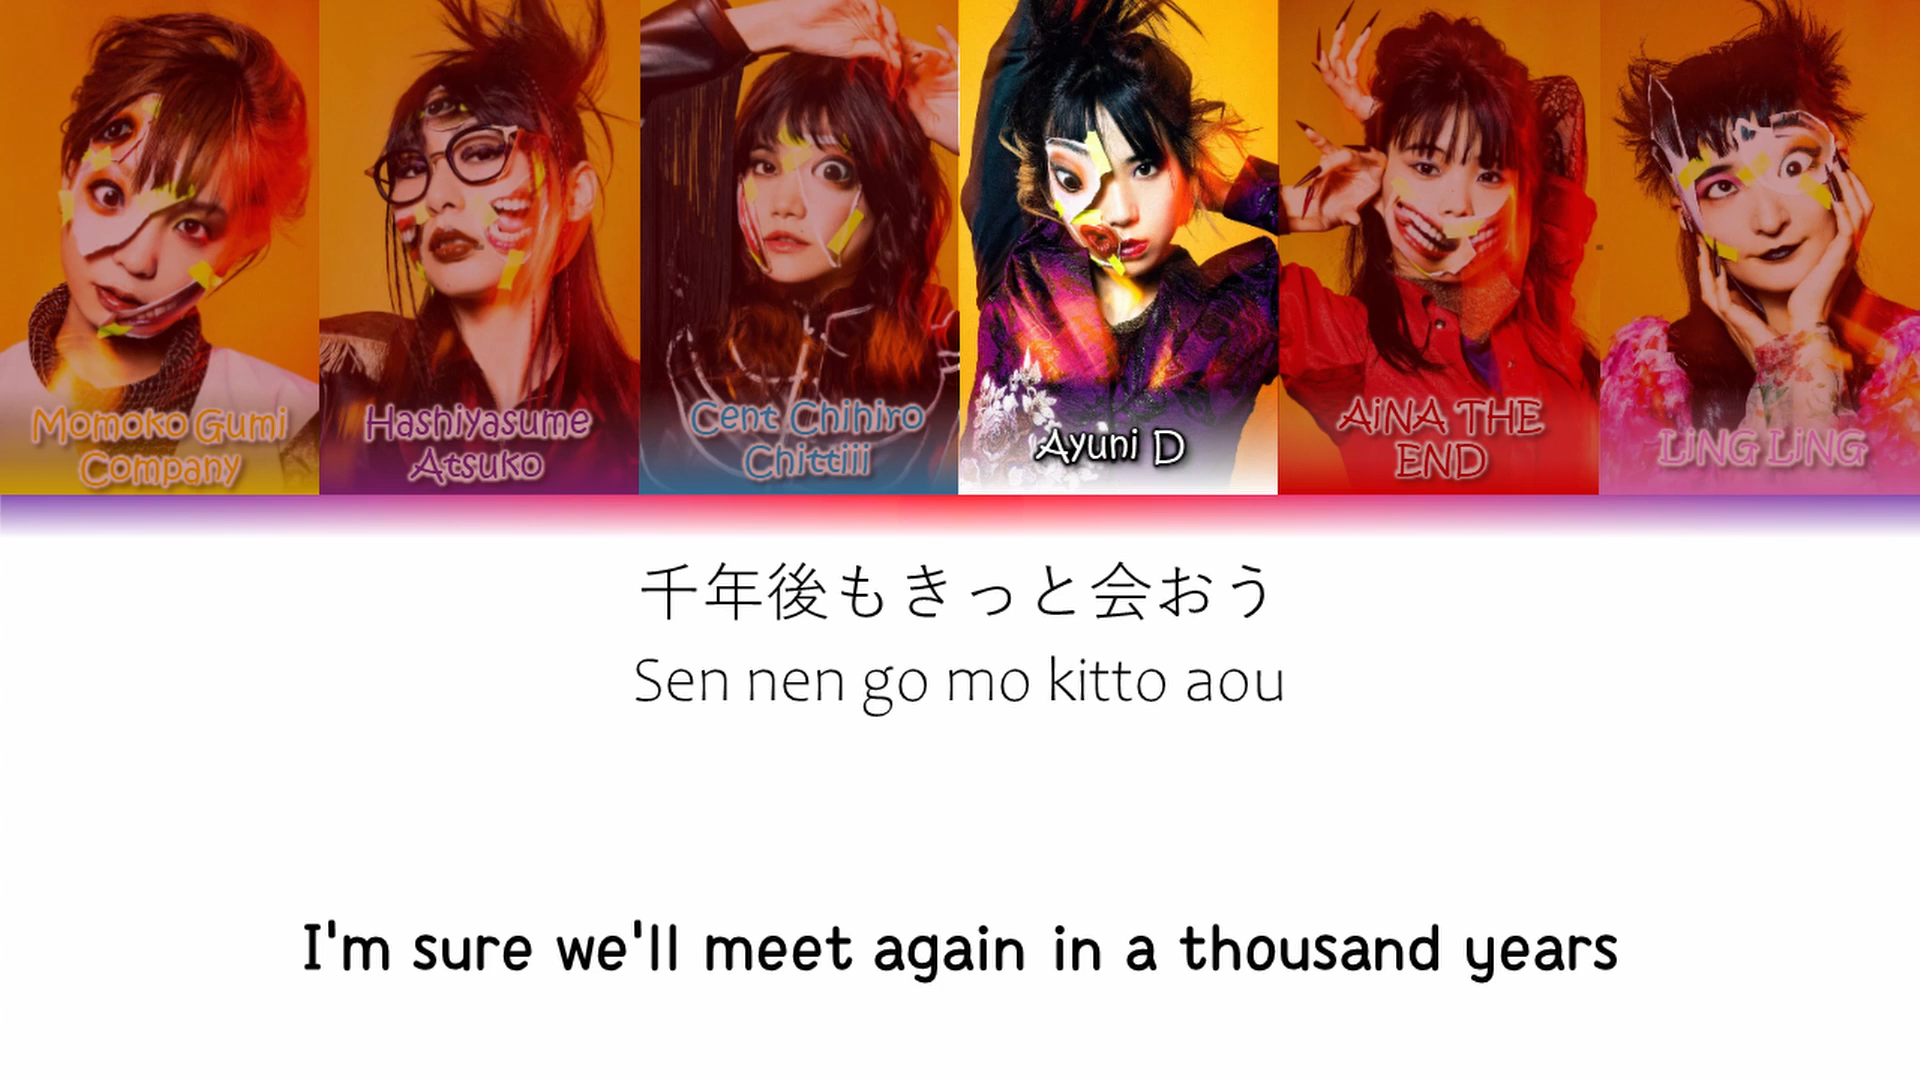 Momoko Gumi
Company
Hashiyasume
Atsuko
Cent Chihiro
Chittiii
Ayuni D
AiNA THE
END
LiNG LiNG
千年後もきっと会おう
Sen nen go mo kitto aou
I'm sure we'll meet again in a thousand years